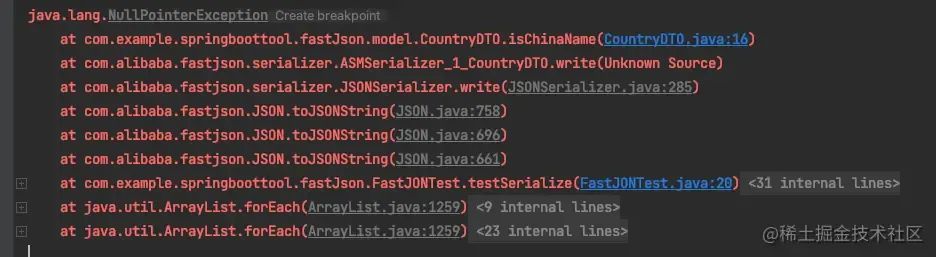 java.lang.NullPointerException Create breakpoint
at com.example.springboottool.fastJson.model.CountryDTO.isChinaName(CountryDTO.java:16)
at com.alibaba.fastjson.serializer.ASMSerializer_1_CountryDTO.write(Unknown Source)
at com.alibaba.fastjson.serializer.JSONSerializer.write(JSONSerializer.java:285)
at com.alibaba.fastjson.JSON.toJSONString(JSON.java:758)
at com.alibaba.fastjson.JSON.toJSONString(JSON.java:696)
at com.alibaba.fastjson.JSON.toJSONString(JSON.java:661)
at com.example.springboottool.fastJson.FastJONTest.testSerialize(FastJONTest.java:20) <31 internal lines>
at java.util.ArrayList.forEach(ArrayList.java:1259) <9 internal lines>
at java.util.ArrayList.forEach(ArrayList.java:1259) <23 internal lines>
@稀土掘金技术社区